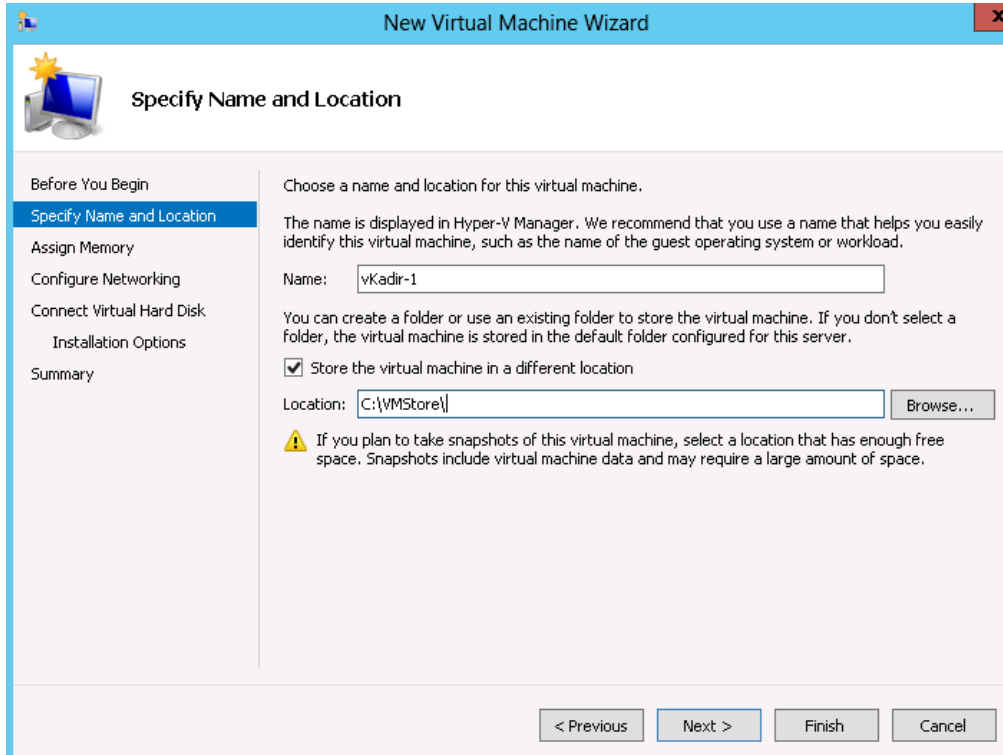 New Virtual Machine Wizard
x
Specify Name and Location
Before You Begin
Specify Name and Location
Assign Memory
Configure Networking
Connect Virtual Hard Disk
Installation Options
Summary
Choose a name and location for this virtual machine.
The name is displayed in Hyper-V Manager. We recommend that you use a name that helps you easily
identify this virtual machine, such as the name of the guest operating system or workload.
Name: vKadir-1
You can create a folder or use an existing folder to store the virtual machine. If you don't select a
folder, the virtual machine is stored in the default folder configured for this server.
Store the virtual machine in a different location
Location: C:\VMStore\ Browse...
If you plan to take snapshots of this virtual machine, select a location that has enough free
space. Snapshots include virtual machine data and may require a large amount of space.
< Previous Next > Finish Cancel